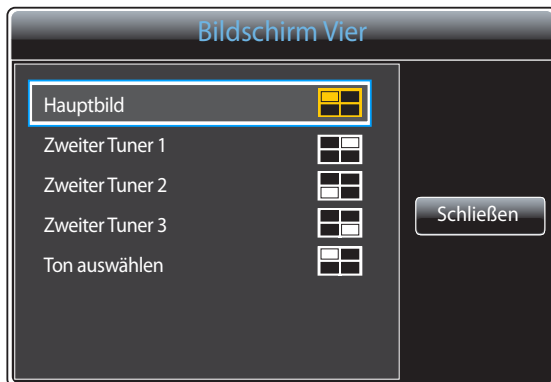 Bildschirm Vier
Hauptbild
Zweiter Tuner 1
Zweiter Tuner 2
Zweiter Tuner 3
Ton auswählen
Schließen